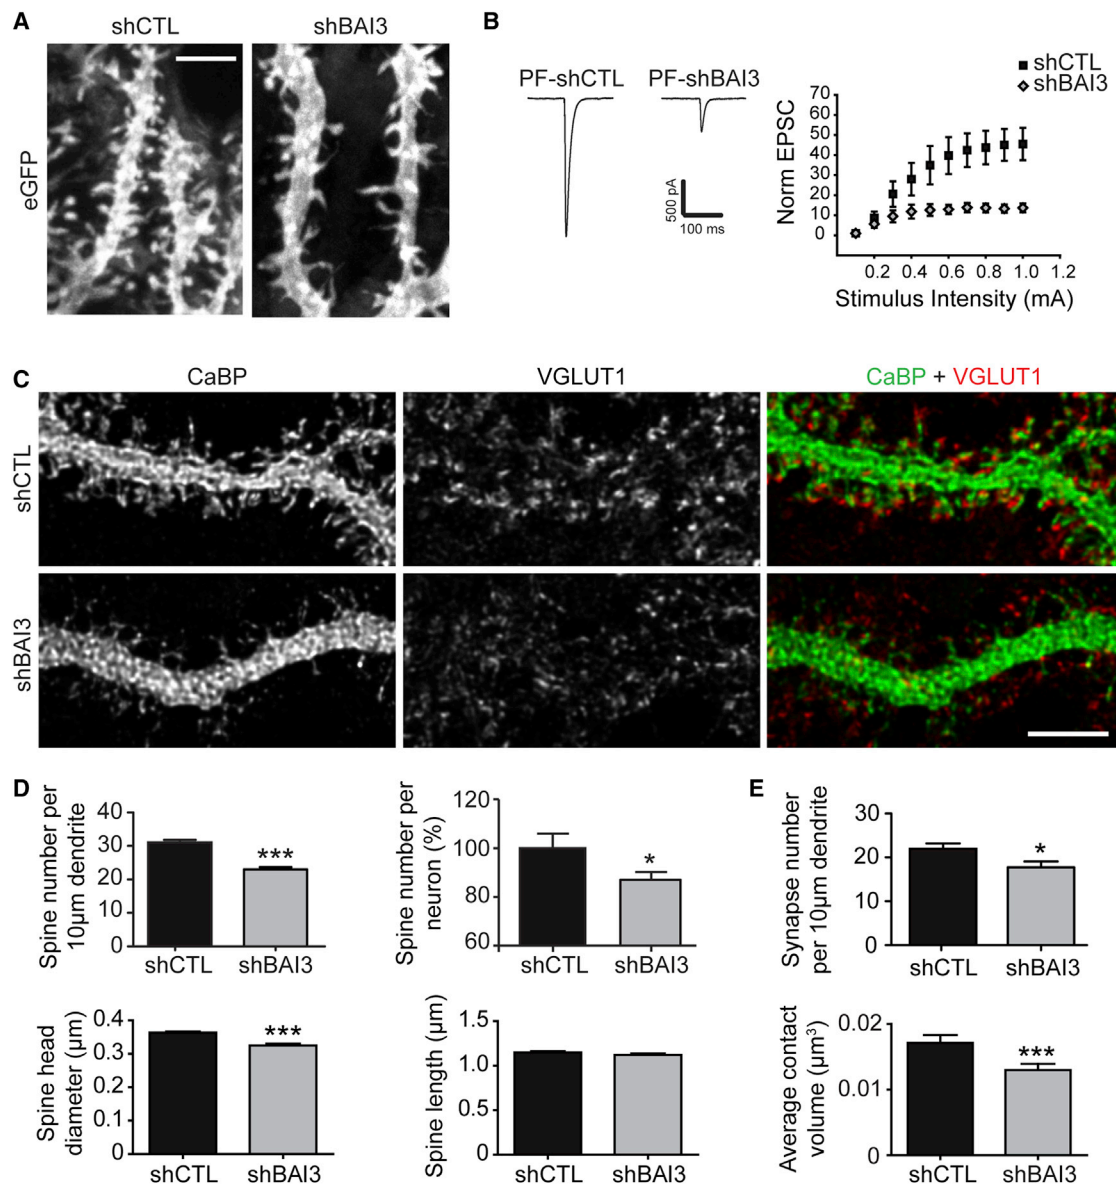 A
shCTL
shBAI3
eGFP
B
PF-shCTL
PF-shBAI3
500 pA
100 ms
■ shCTL
◇ shBAI3
Norm EPSC
70
60
50
40
30
20
10
0
0.2 0.4 0.6 0.8 1.0 1.2
Stimulus Intensity (mA)
C
CaBP
VGLUT1
CaBP + VGLUT1
shCTL
shBAI3
D
Spine number per
10µm dendrite
40
30
20
10
0
***
shCTL shBAI3
Spine number per
neuron (%)
120
100
80
60
*
shCTL shBAI3
E
Synapse number
per 10µm dendrite
30
20
10
0
*
shCTL shBAI3
Spine head
diameter (µm)
0.4
0.3
0.2
0.1
0
***
shCTL shBAI3
Spine length (µm)
1.5
1.0
0.5
0
shCTL shBAI3
Average contact
volume (µm³)
0.02
0.01
0
***
shCTL shBAI3